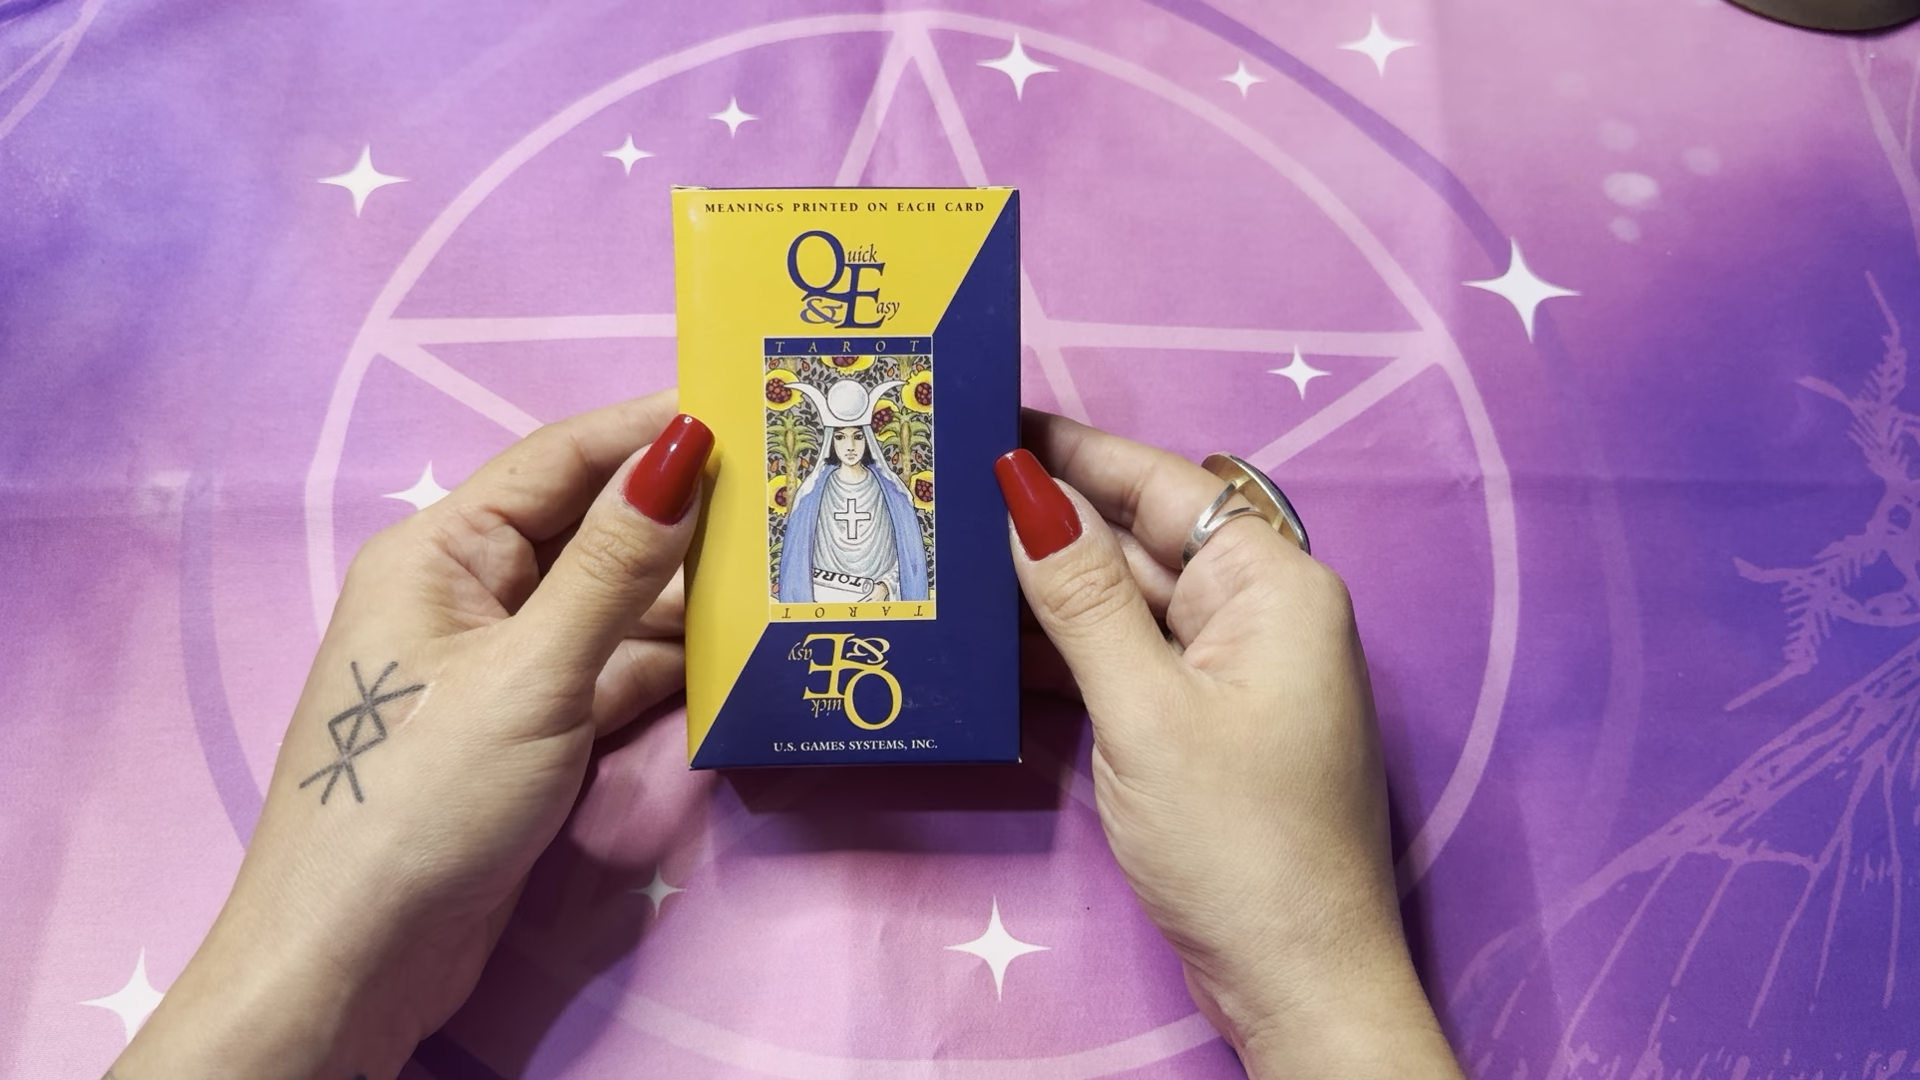 MEANINGS PRINTED ON EACH CARD
Quick
& Easy
TAROT
TORA
TAROT
Quick
& Easy
U.S. GAMES SYSTEMS, INC.